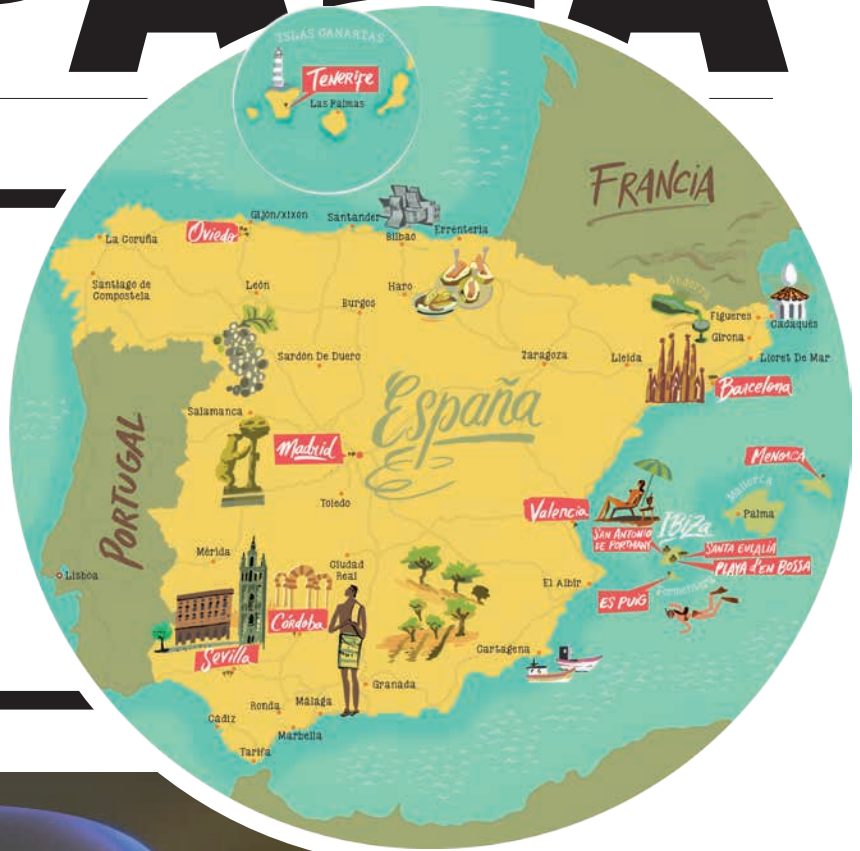 ISLAS CANARIAS
TENERIFE
Las Palmas
FRANCIA
Gijón/xixon
Santander
Oviedo
La Coruña
Bilbao
Errenteria
Santiago de
Compostela
León
Haro
Burgos
Andorra
Figueres
Cadaqués
Girona
Sardón De Duero
Zaragoza
Lleida
Lloret De Mar
Barcelona
España
Salamanca
PORTUGAL
Madrid
MENORCA
Mallorca
Palma
Toledo
Valencia
IBIZA
SAN ANTONIO
DE PORTMANY
SANTA EULALIA
PLAYA d'EN BOSSA
Mérida
Ciudad
Real
Lisboa
El Albir
ES PUIG
Formentera
Córdoba
Sevilla
Cartagena
Granada
Ronda
Málaga
Cádiz
Marbella
Tarifa